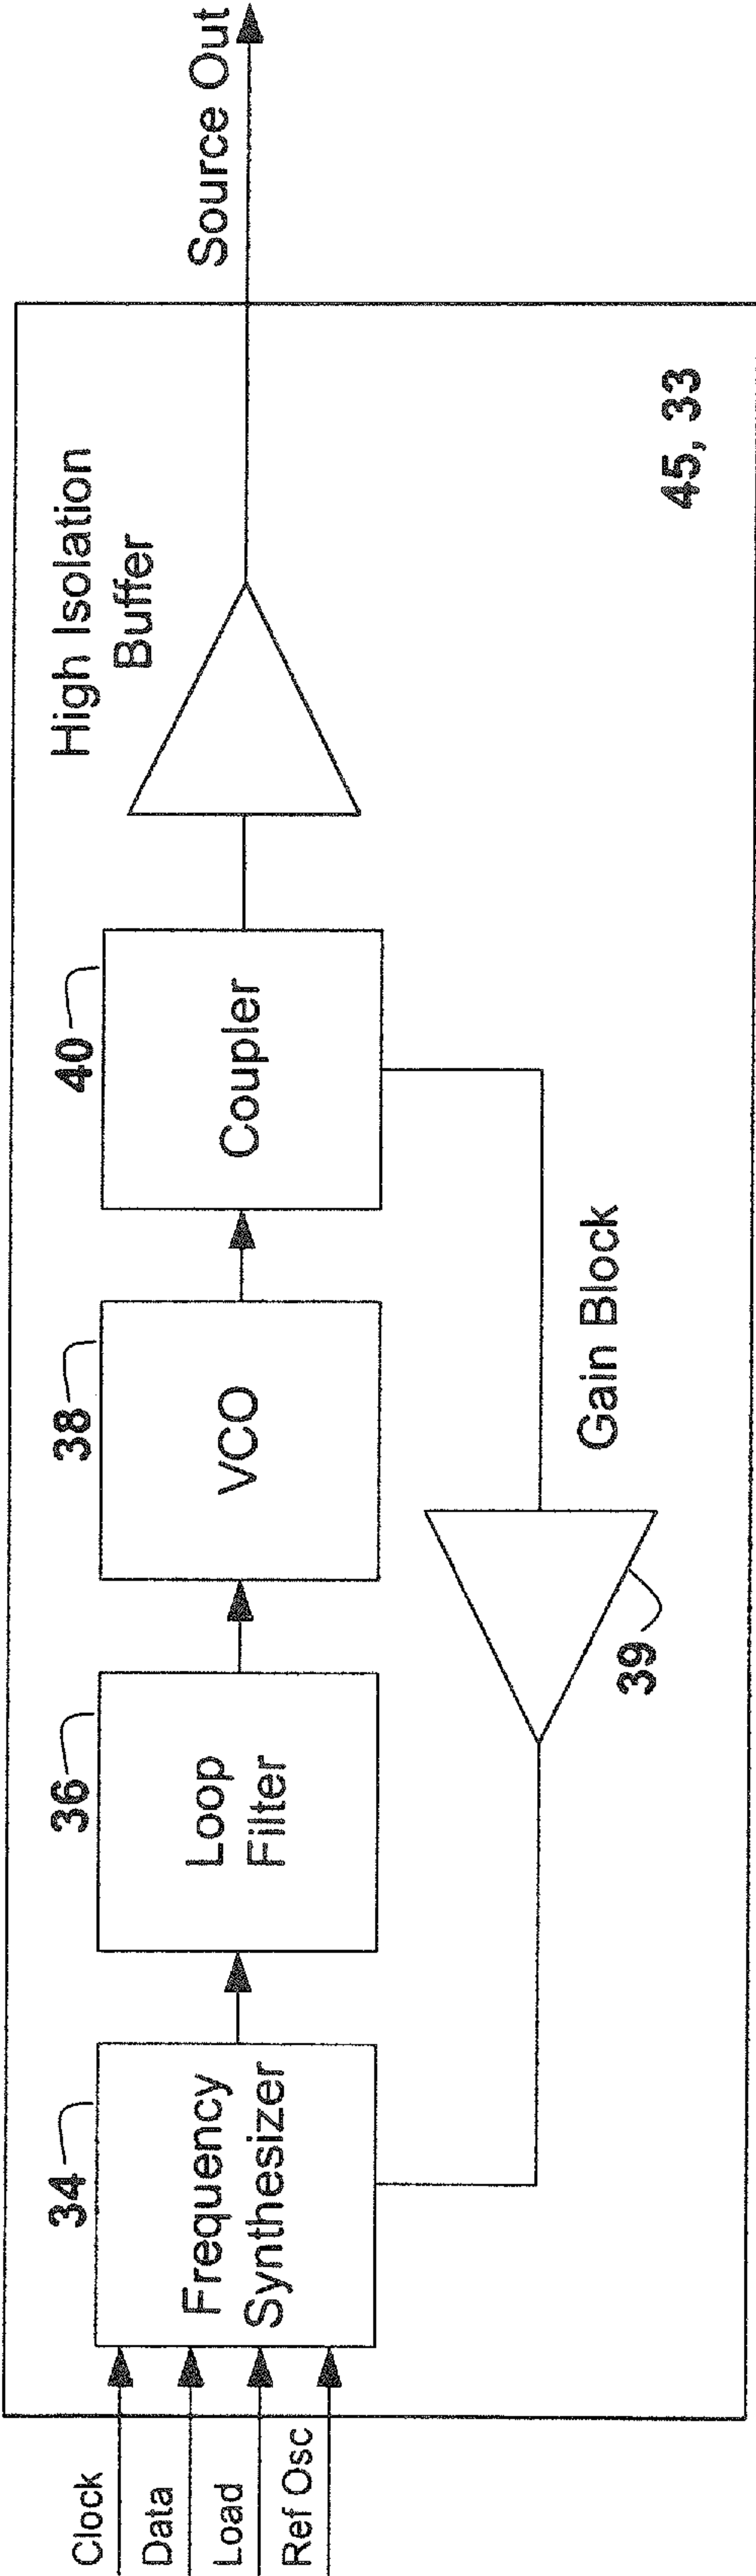 Clock
Data
Load
Ref Osc
34
Frequency
Synthesizer
36
Loop
Filter
38
VCO
40
Coupler
High Isolation
Buffer
Source Out
39
Gain Block
45, 33